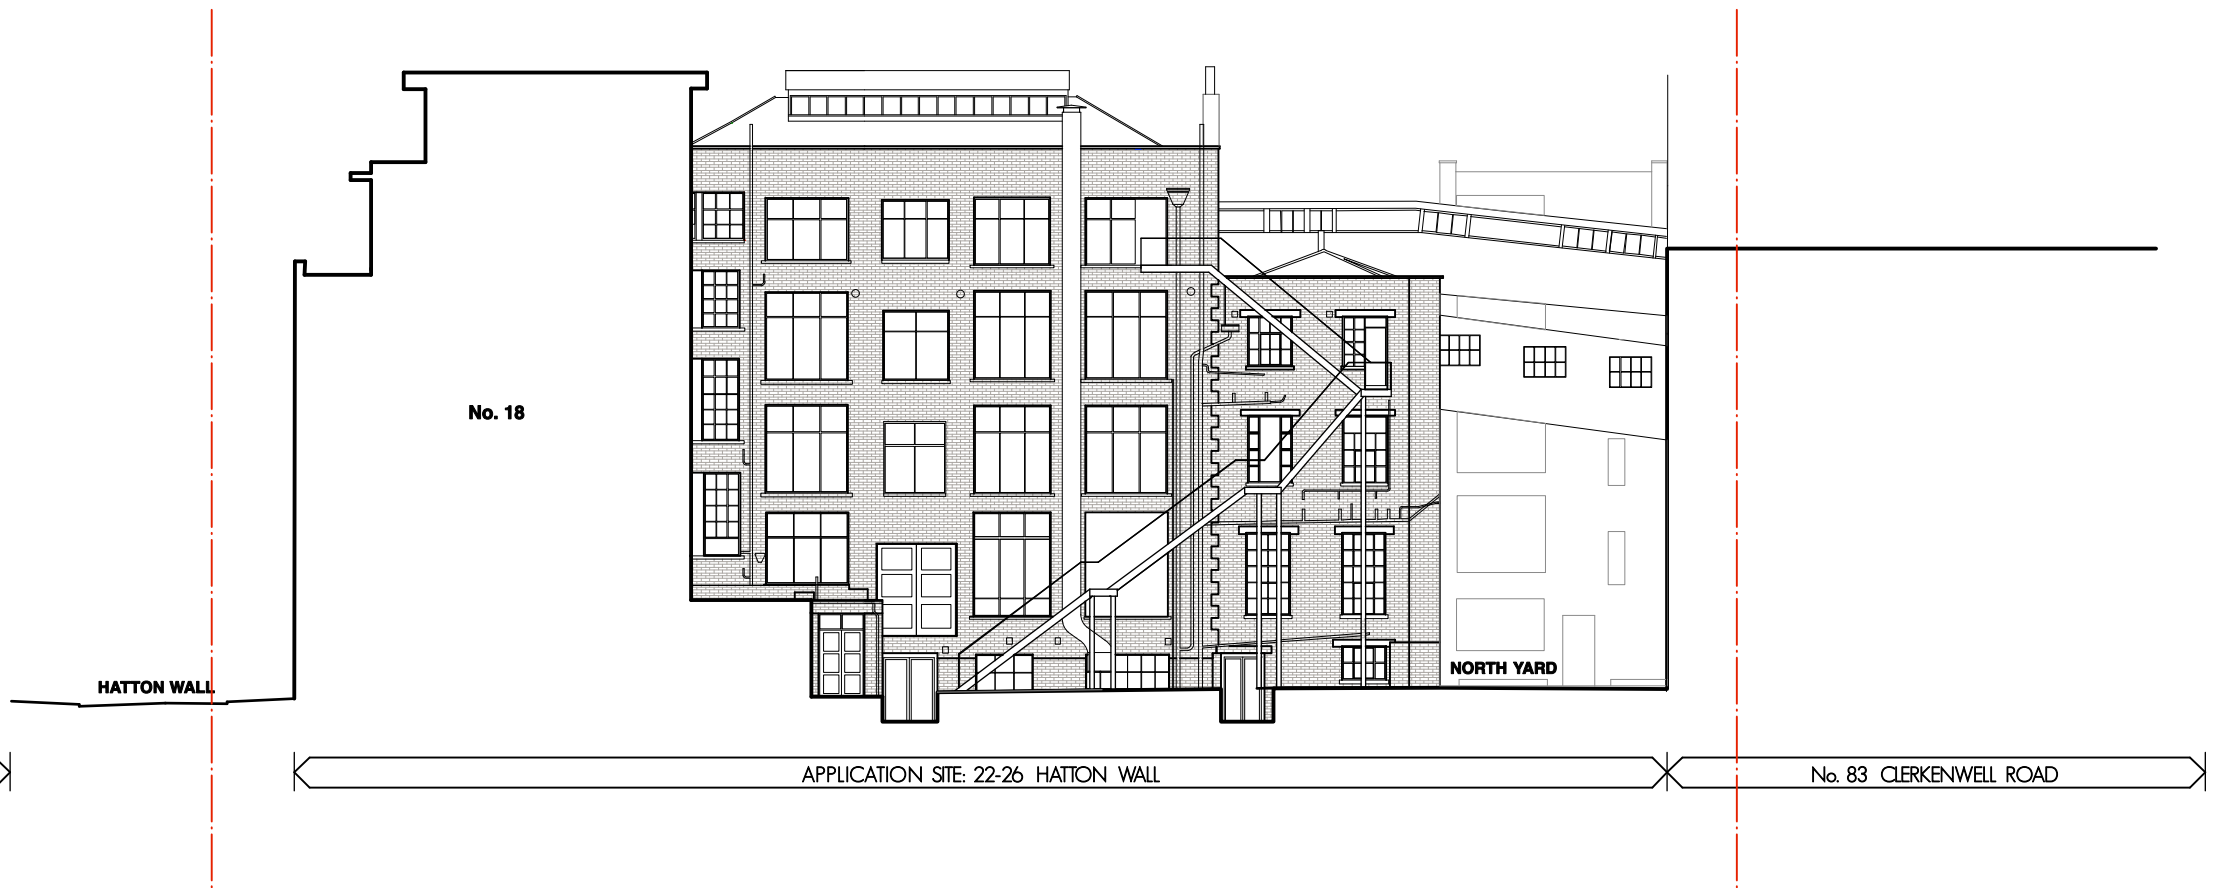 No. 18
HATTON WALL
NORTH YARD
APPLICATION SITE: 22-26 HATTON WALL
No. 83 CLERKENWELL ROAD